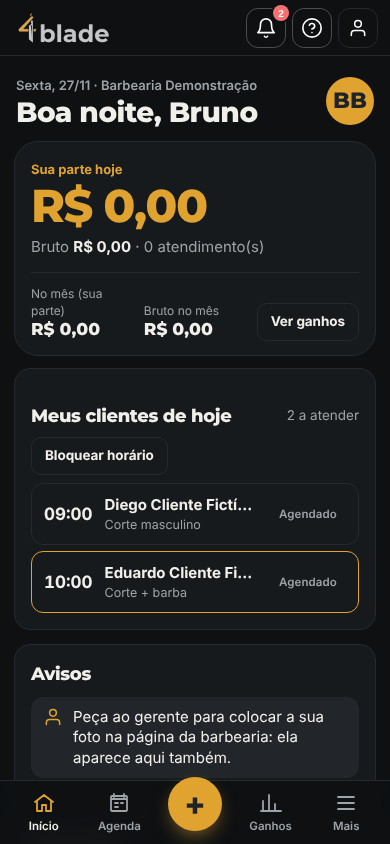 4blade
2
Sexta, 27/11 · Barbearia Demonstração
Boa noite, Bruno
BB
Sua parte hoje
R$ 0,00
Bruto R$ 0,00 · 0 atendimento(s)
No mês (sua
parte)
R$ 0,00
Bruto no mês
R$ 0,00
Ver ganhos
Meus clientes de hoje
2 a atender
Bloquear horário
09:00
Diego Cliente Fictí...
Corte masculino
Agendado
10:00
Eduardo Cliente Fi...
Corte + barba
Agendado
Avisos
Peça ao gerente para colocar a sua
foto na página da barbearia: ela
aparece aqui também.
Início
Agenda
+
Ganhos
Mais